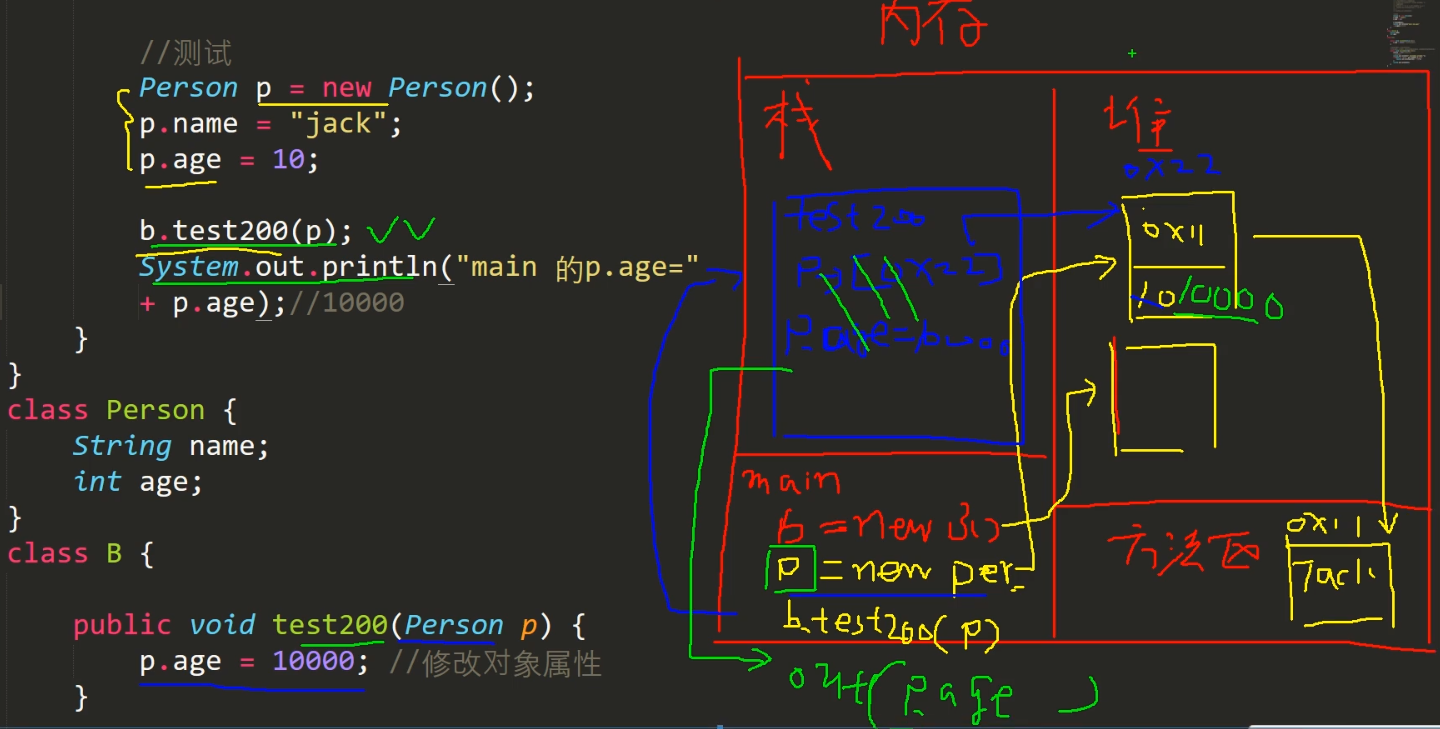 //测试
Person p = new Person();
p.name = "jack";
p.age = 10;
b.test200(p);
System.out.println("main 的p.age="
+ p.age);//10000
}
}
class Person {
String name;
int age;
}
class B {
public void test200(Person p) {
p.age = 10000; //修改对象属性
}
内存
栈
Test200
P→[0X22]
main
b = new B()
p = new per
b.test200(p)
out(p.age )
堆
0X22
0x11
10 10000
方法区
0x11
Jack